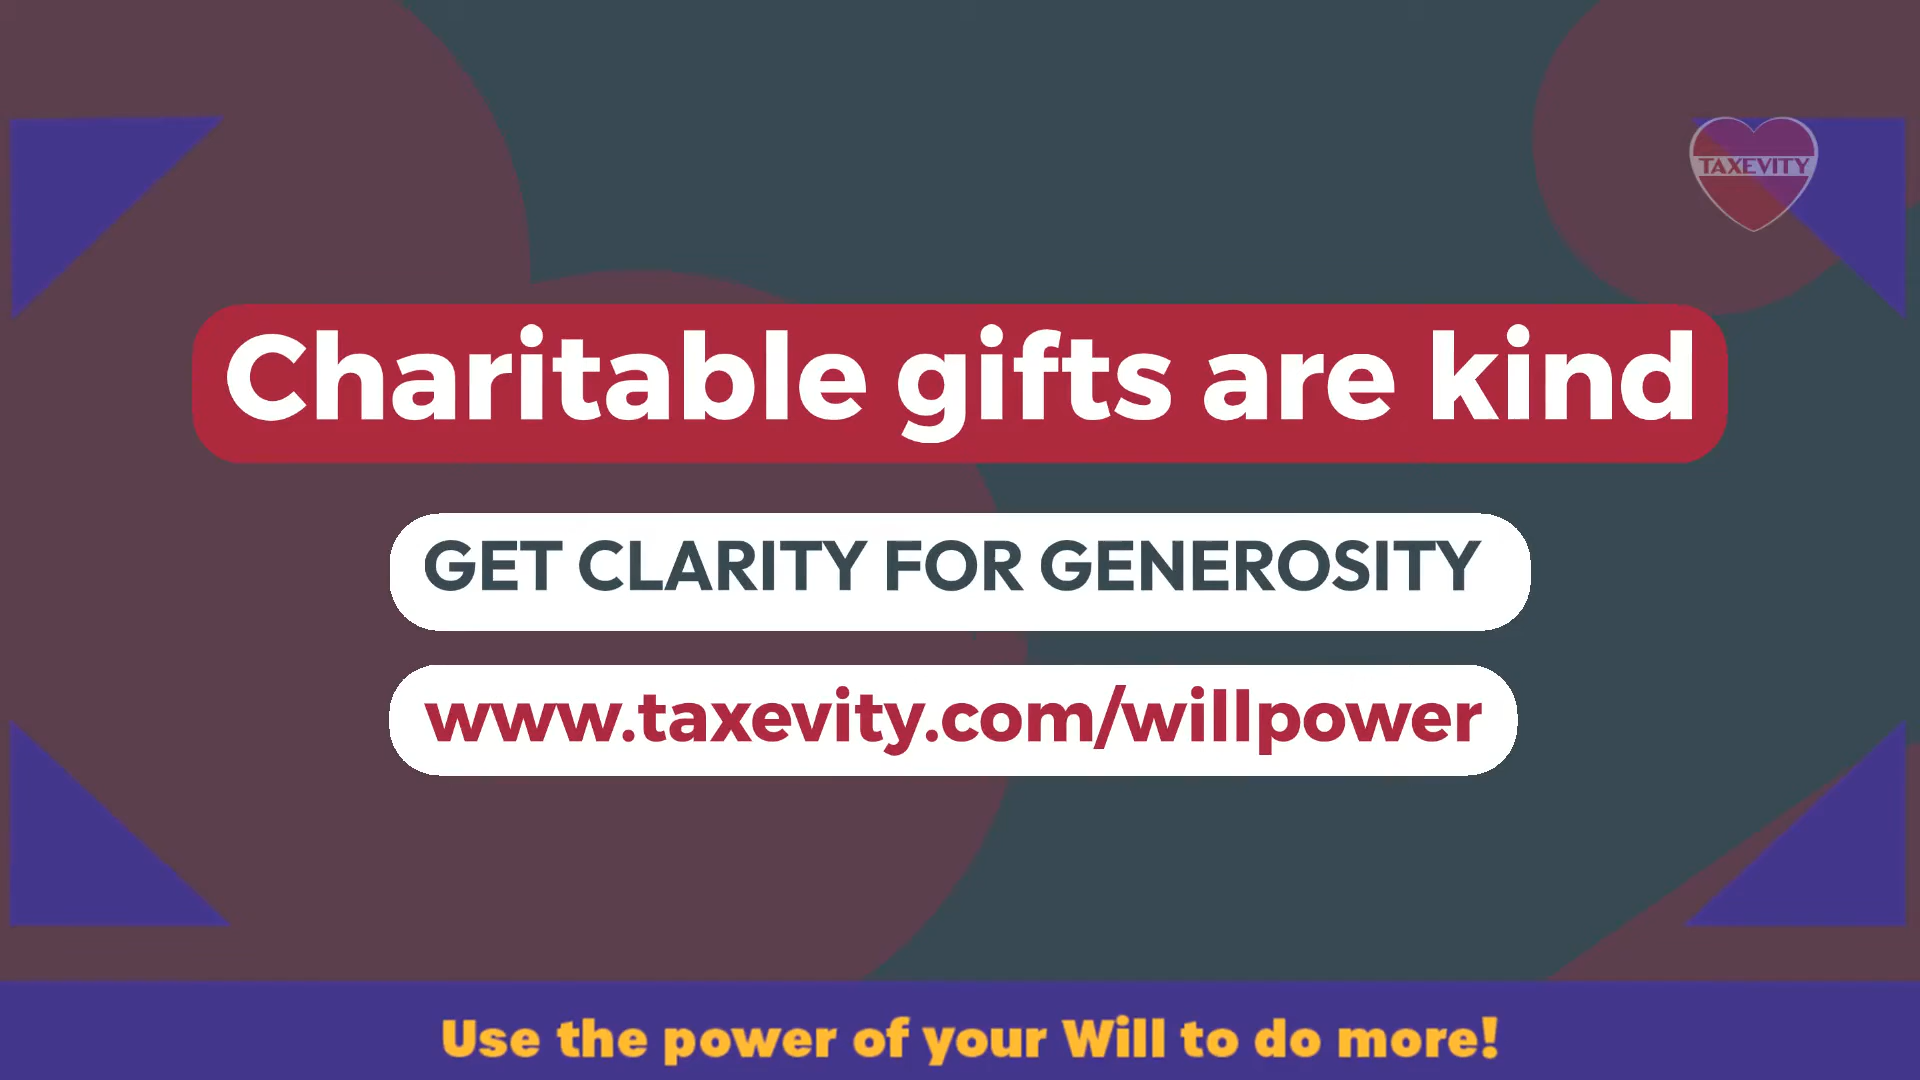 TAXEVITY
Charitable gifts are kind
GET CLARITY FOR GENEROSITY
www.taxevity.com/willpower
Use the power of your Will to do more!